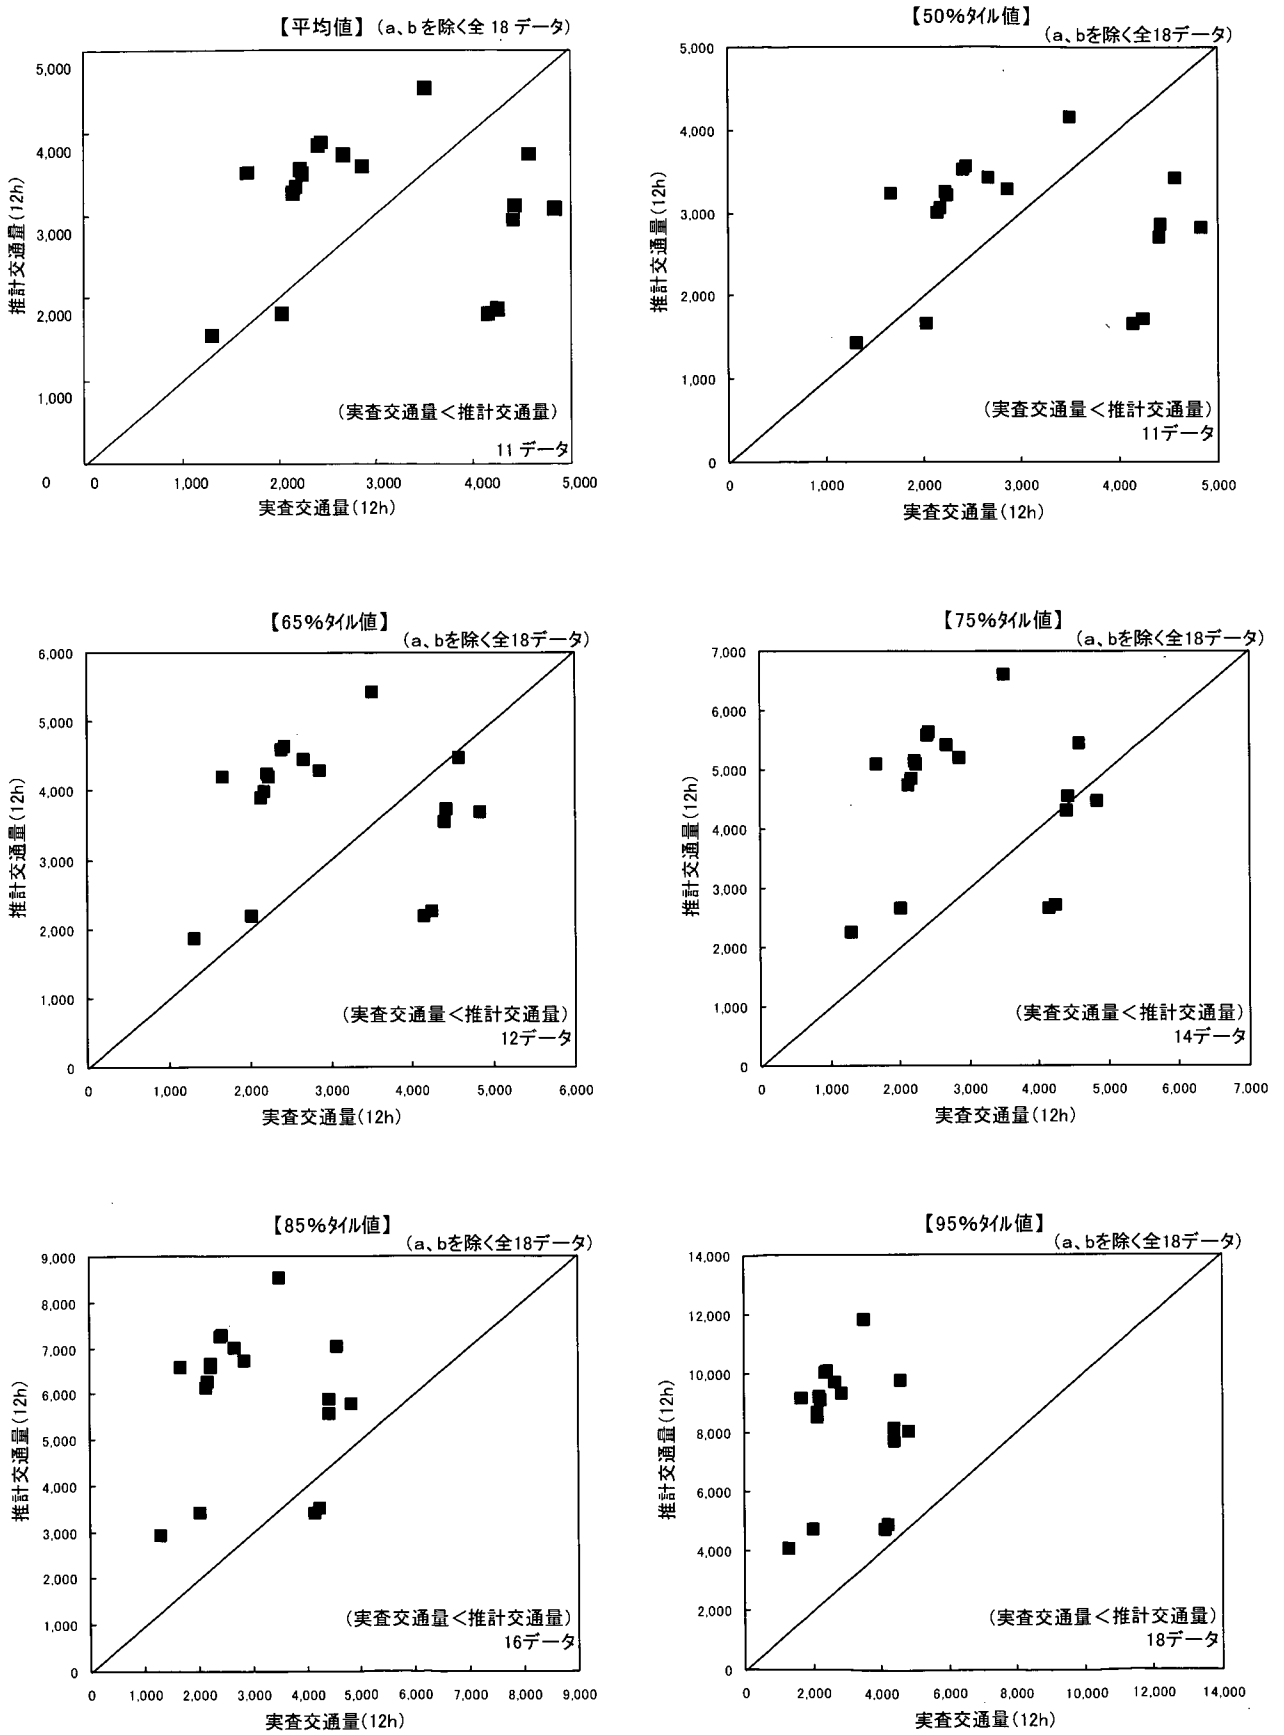 【平均値】 (a、bを除く全 18 データ)
5,000
4,000
3,000
2,000
1,000
0
推計交通量(12h)
(実査交通量＜推計交通量)
11 データ
0 1,000 2,000 3,000 4,000 5,000
実査交通量(12h)
【50%タイル値】
(a、bを除く全18データ)
5,000
4,000
3,000
2,000
1,000
0
推計交通量(12h)
(実査交通量＜推計交通量)
11データ
0 1,000 2,000 3,000 4,000 5,000
実査交通量(12h)
【65%タイル値】
(a、bを除く全18データ)
6,000
5,000
4,000
3,000
2,000
1,000
0
推計交通量(12h)
(実査交通量＜推計交通量)
12データ
0 1,000 2,000 3,000 4,000 5,000 6,000
実査交通量(12h)
【75%タイル値】
(a、bを除く全18データ)
7,000
6,000
5,000
4,000
3,000
2,000
1,000
0
推計交通量(12h)
(実査交通量＜推計交通量)
14データ
0 1,000 2,000 3,000 4,000 5,000 6,000 7,000
実査交通量(12h)
【85%タイル値】
(a、bを除く全18データ)
9,000
8,000
7,000
6,000
5,000
4,000
3,000
2,000
1,000
0
推計交通量(12h)
(実査交通量＜推計交通量)
16データ
0 1,000 2,000 3,000 4,000 5,000 6,000 7,000 8,000 9,000
実査交通量(12h)
【95%タイル値】
(a、bを除く全18データ)
14,000
12,000
10,000
8,000
6,000
4,000
2,000
0
推計交通量(12h)
(実査交通量＜推計交通量)
18データ
0 2,000 4,000 6,000 8,000 10,000 12,000 14,000
実査交通量(12h)